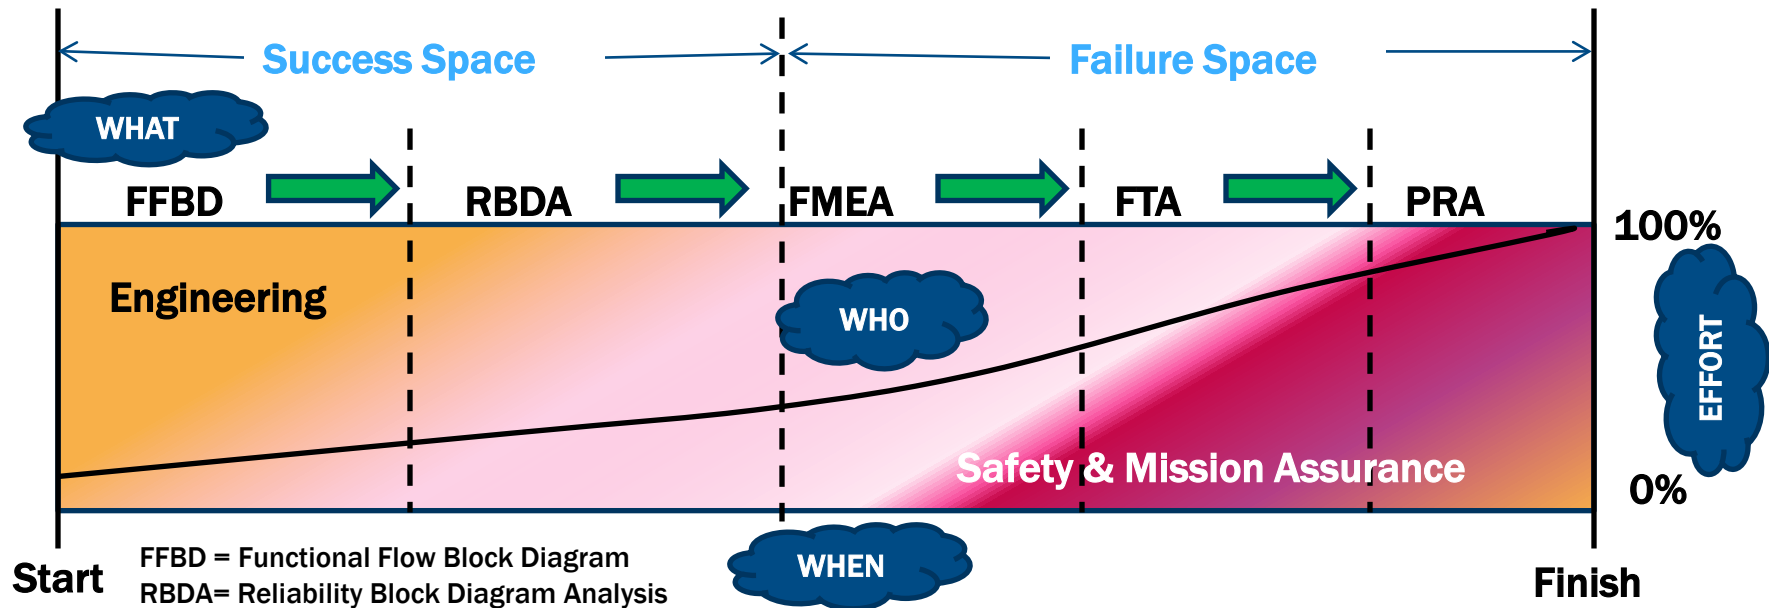 Success Space
Failure Space
WHAT
FFBD
RBDA
FMEA
FTA
PRA
100%
Engineering
WHO
EFFORT
Safety & Mission Assurance
0%
WHEN
Start
FFBD = Functional Flow Block Diagram
RBDA= Reliability Block Diagram Analysis
Finish